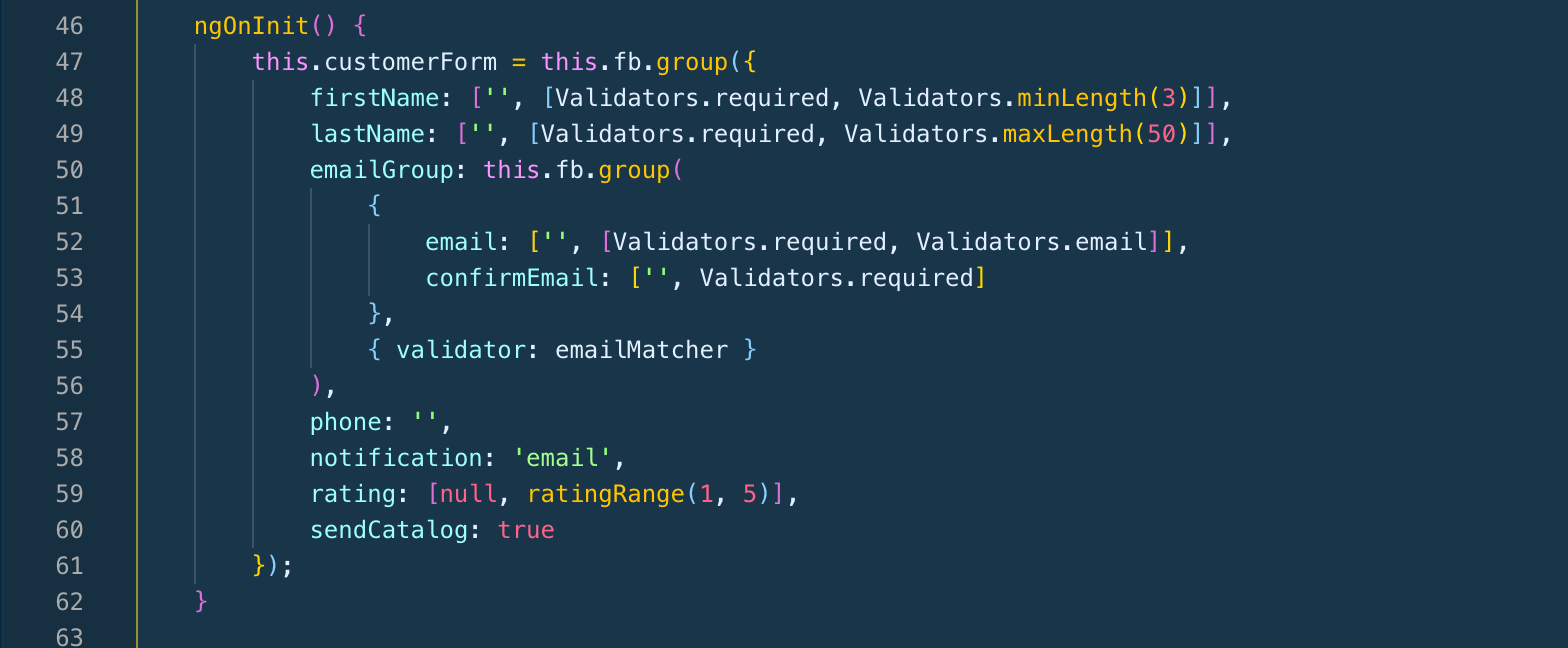 46 ngOnInit() {
47 this.customerForm = this.fb.group({
48 firstName: ['', [Validators.required, Validators.minLength(3)]],
49 lastName: ['', [Validators.required, Validators.maxLength(50)]],
50 emailGroup: this.fb.group(
51 {
52 email: ['', [Validators.required, Validators.email]],
53 confirmEmail: ['', Validators.required]
54 },
55 { validator: emailMatcher }
56 ),
57 phone: '',
58 notification: 'email',
59 rating: [null, ratingRange(1, 5)],
60 sendCatalog: true
61 });
62 }
63